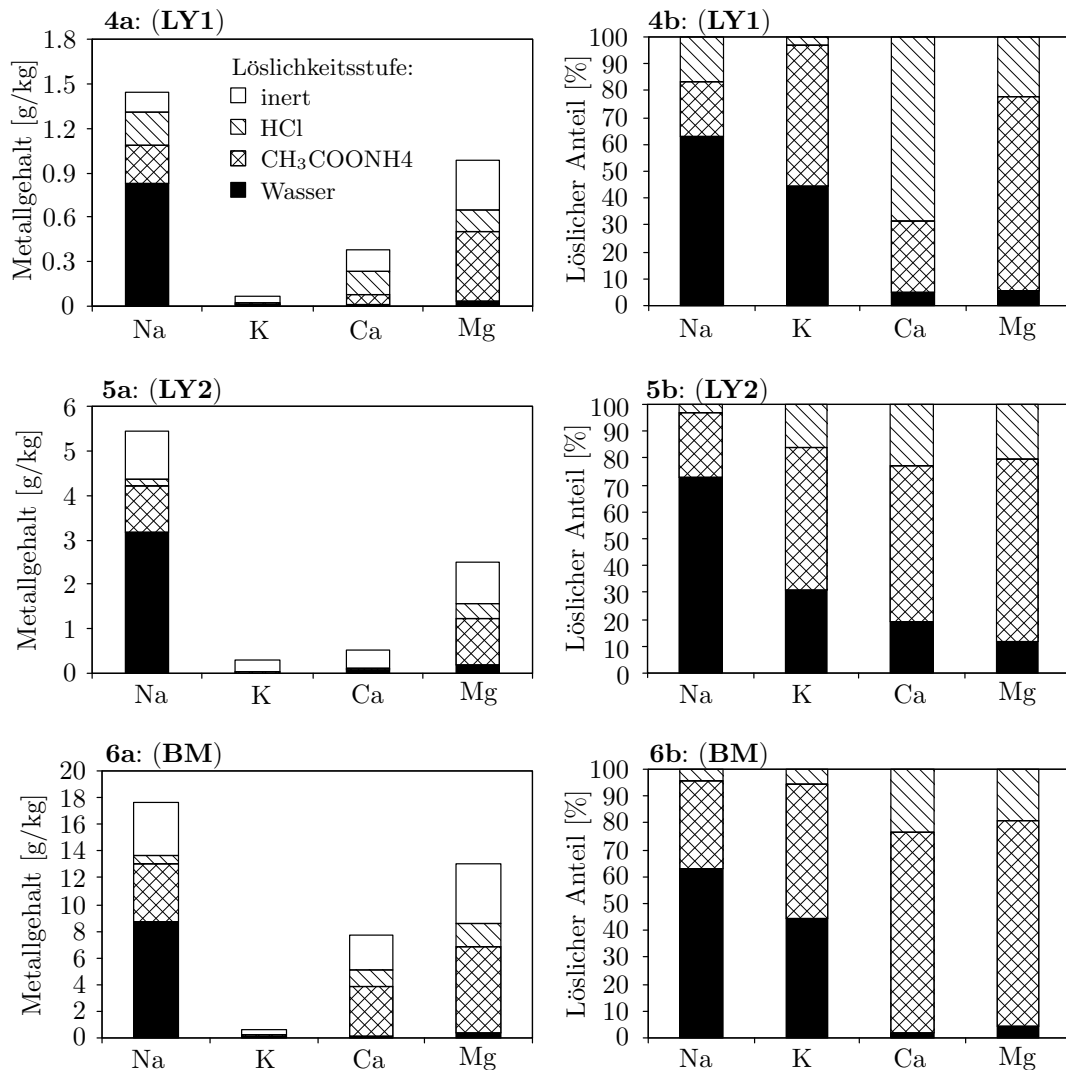 4a: (LY1)
Metallgehalt [g/kg]
1.8
1.5
1.2
0.9
0.6
0.3
0
Löslichkeitsstufe:
inert
HCl
CH₃COONH4
Wasser
Na K Ca Mg
4b: (LY1)
Löslicher Anteil [%]
100
90
80
70
60
50
40
30
20
10
0
Na K Ca Mg
5a: (LY2)
Metallgehalt [g/kg]
6
5
4
3
2
1
0
Na K Ca Mg
5b: (LY2)
Löslicher Anteil [%]
100
90
80
70
60
50
40
30
20
10
0
Na K Ca Mg
6a: (BM)
Metallgehalt [g/kg]
20
18
16
14
12
10
8
6
4
2
0
Na K Ca Mg
6b: (BM)
Löslicher Anteil [%]
100
90
80
70
60
50
40
30
20
10
0
Na K Ca Mg